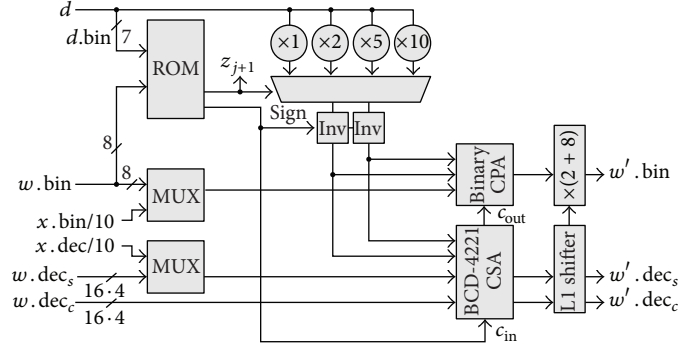 d
d.bin
7
ROM
×1
×2
×5
×10
z_{j+1}
Sign
Inv
Inv
8
w.bin
8
MUX
x.bin/10
x.dec/10
MUX
w.dec_s
16·4
w.dec_c
16·4
Binary CPA
c_out
BCD-4221 CSA
c_in
×(2 + 8)
L1 shifter
w′.bin
w′.dec_s
w′.dec_c